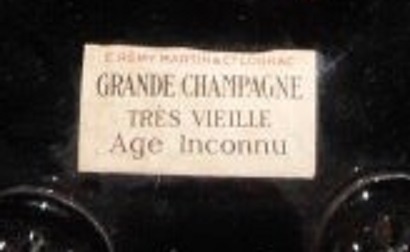 E. RÉMY MARTIN & Cº COGNAC
GRANDE CHAMPAGNE
TRÈS VIEILLE
Age Inconnu